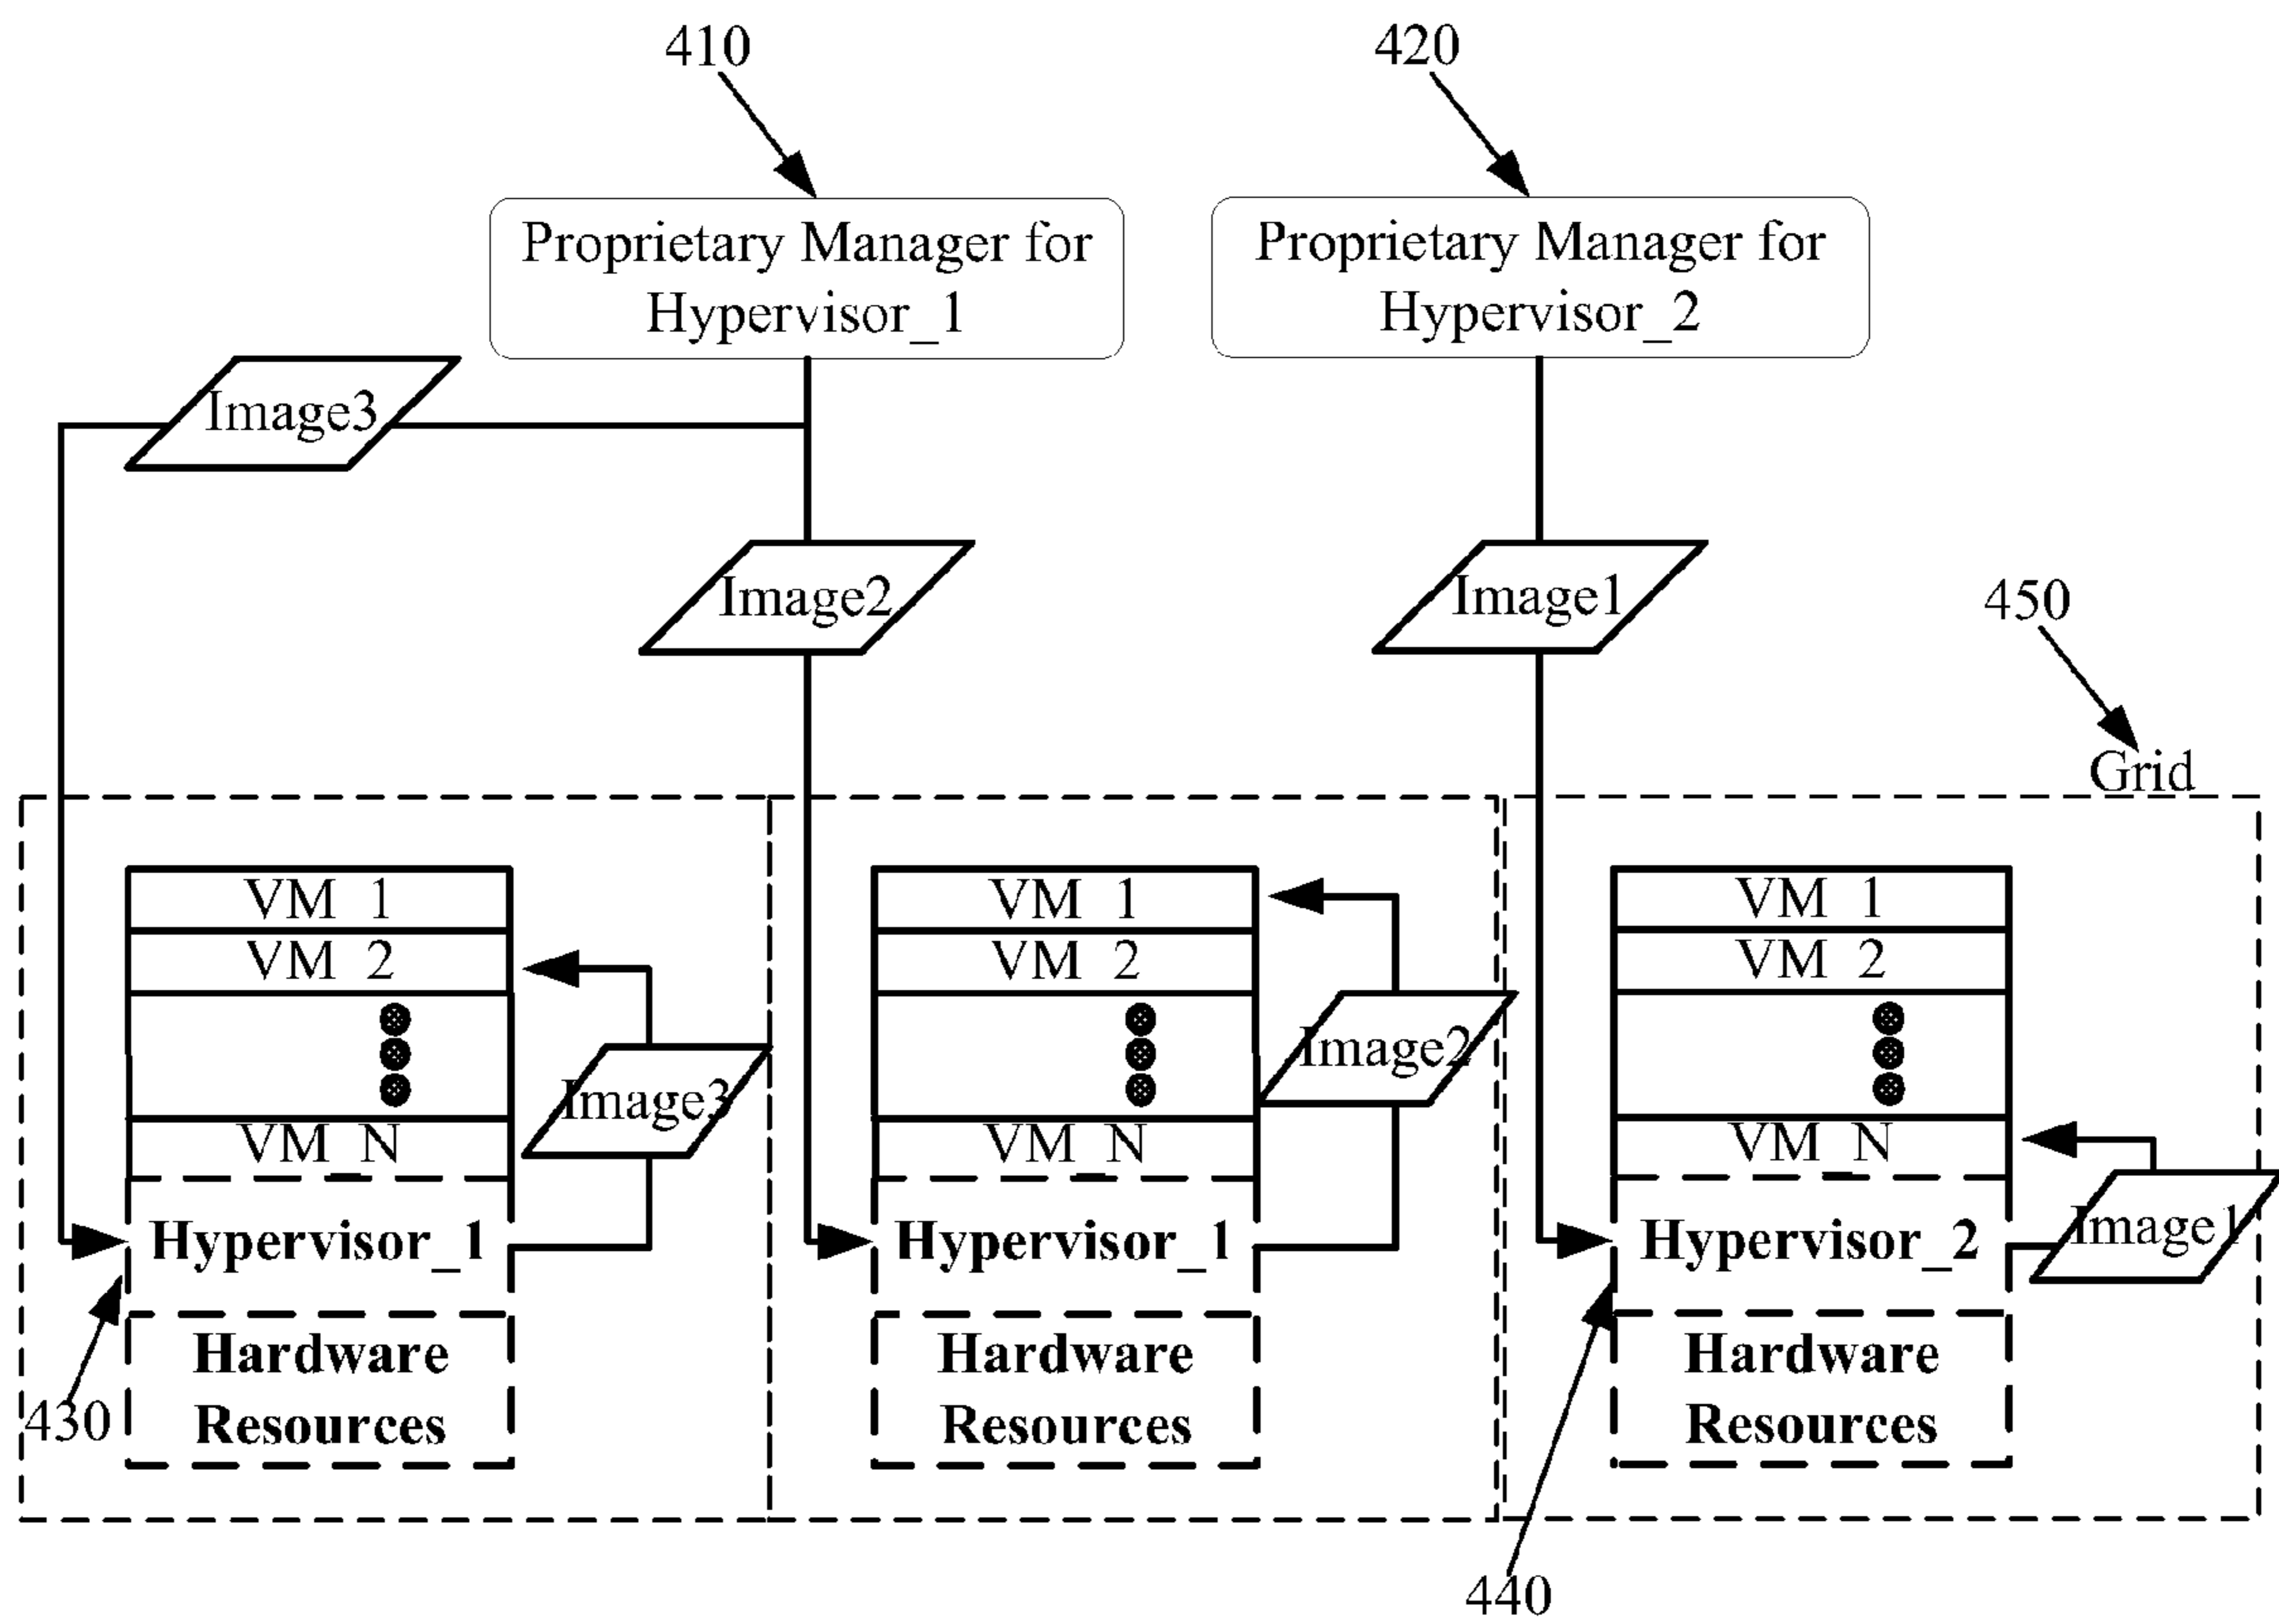 410
420
Proprietary Manager for
Hypervisor_1
Proprietary Manager for
Hypervisor_2
Image3
Image2
Image1
450
Grid
VM_1
VM_2
VM_N
Hypervisor_1
Hardware
Resources
Image3
430
VM_1
VM_2
VM_N
Hypervisor_1
Hardware
Resources
Image2
VM_1
VM_2
VM_N
Hypervisor_2
Hardware
Resources
Image1
440